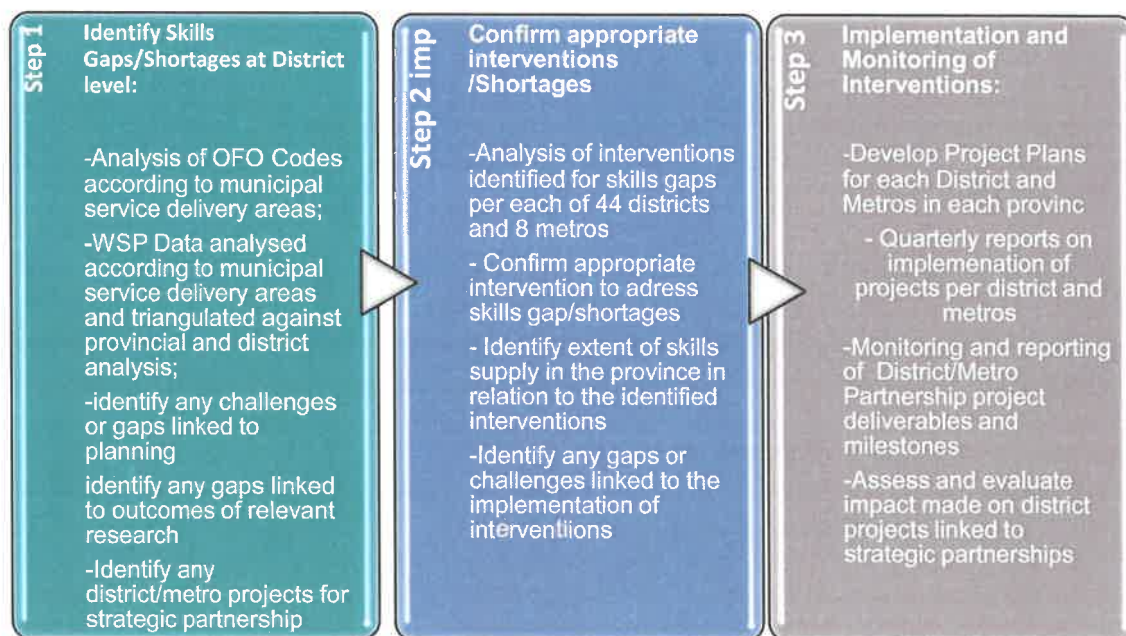 Step 1
Identify Skills
Gaps/Shortages at District
level:
-Analysis of OFO Codes
according to municipal
service delivery areas;
-WSP Data analysed
according to municipal
service delivery areas
and triangulated against
provincial and district
analysis;
-identify any challenges
or gaps linked to
planning
identify any gaps linked
to outcomes of relevant
research
-Identify any
district/metro projects for
strategic partnership
Step 2 imp
Confirm appropriate
interventions
/Shortages
-Analysis of interventions
identified for skills gaps
per each of 44 districts
and 8 metros
- Confirm appropriate
intervention to adress
skills gap/shortages
- Identify extent of skills
supply in the province in
relation to the identified
interventions
-Identify any gaps or
challenges linked to the
implementation of
interventiions
Step 3
Implementation and
Monitoring of
Interventions:
-Develop Project Plans
for each District and
Metros in each provinc
- Quarterly reports on
implemenation of
projects per district and
metros
-Monitoring and reporting
of District/Metro
Partnership project
deliverables and
milestones
-Assess and evaluate
impact made on district
projects linked to
strategic partnerships